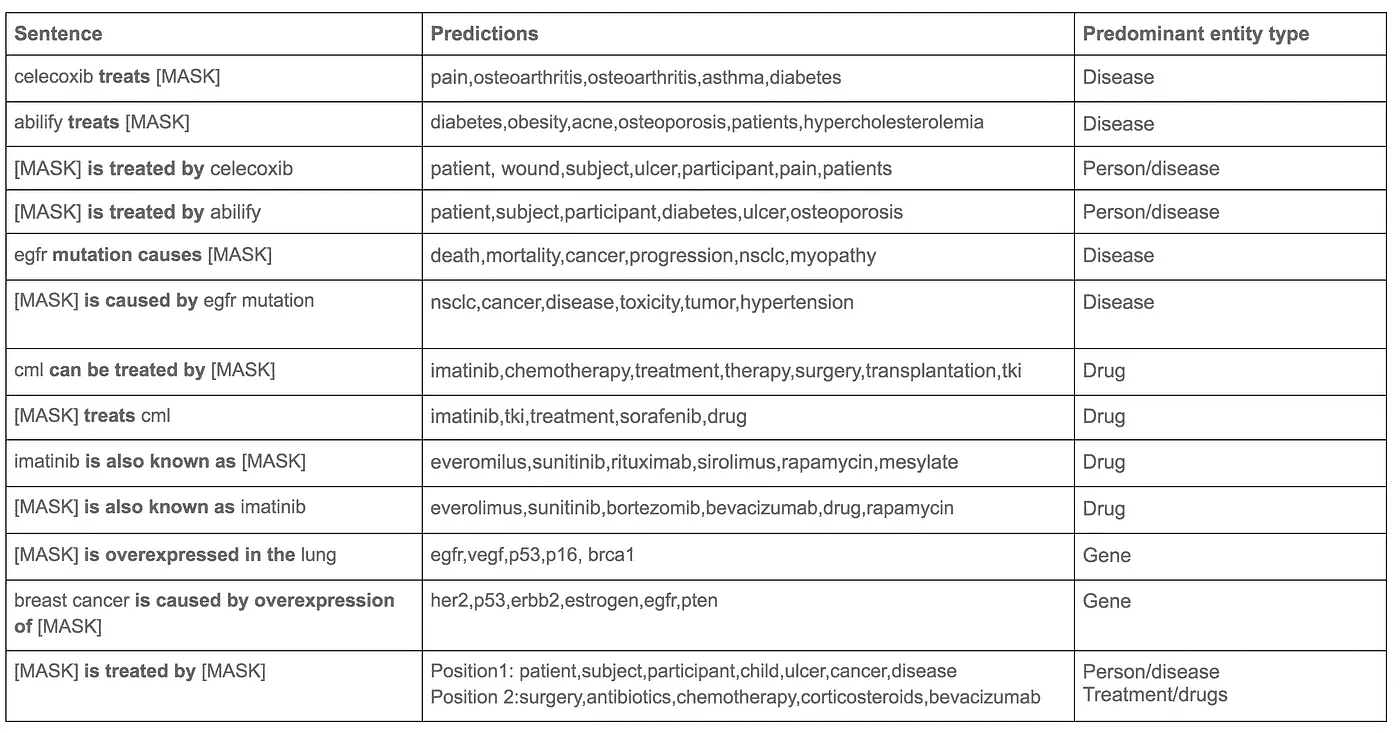 Sentence Predictions Predominant entity type
celecoxib treats [MASK] pain,osteoarthritis,osteoarthritis,asthma,diabetes Disease
abilify treats [MASK] diabetes,obesity,acne,osteoporosis,patients,hypercholesterolemia Disease
[MASK] is treated by celecoxib patient, wound,subject,ulcer,participant,pain,patients Person/disease
[MASK] is treated by abilify patient,subject,participant,diabetes,ulcer,osteoporosis Person/disease
egfr mutation causes [MASK] death,mortality,cancer,progression,nsclc,myopathy Disease
[MASK] is caused by egfr mutation nsclc,cancer,disease,toxicity,tumor,hypertension Disease
cml can be treated by [MASK] imatinib,chemotherapy,treatment,therapy,surgery,transplantation,tki Drug
[MASK] treats cml imatinib,tki,treatment,sorafenib,drug Drug
imatinib is also known as [MASK] everomilus,sunitinib,rituximab,sirolimus,rapamycin,mesylate Drug
[MASK] is also known as imatinib everolimus,sunitinib,bortezomib,bevacizumab,drug,rapamycin Drug
[MASK] is overexpressed in the lung egfr,vegf,p53,p16, brca1 Gene
breast cancer is caused by overexpression her2,p53,erbb2,estrogen,egfr,pten Gene
of [MASK]
[MASK] is treated by [MASK] Position1: patient,subject,participant,child,ulcer,cancer,disease Person/disease
Position 2:surgery,antibiotics,chemotherapy,corticosteroids,bevacizumab Treatment/drugs